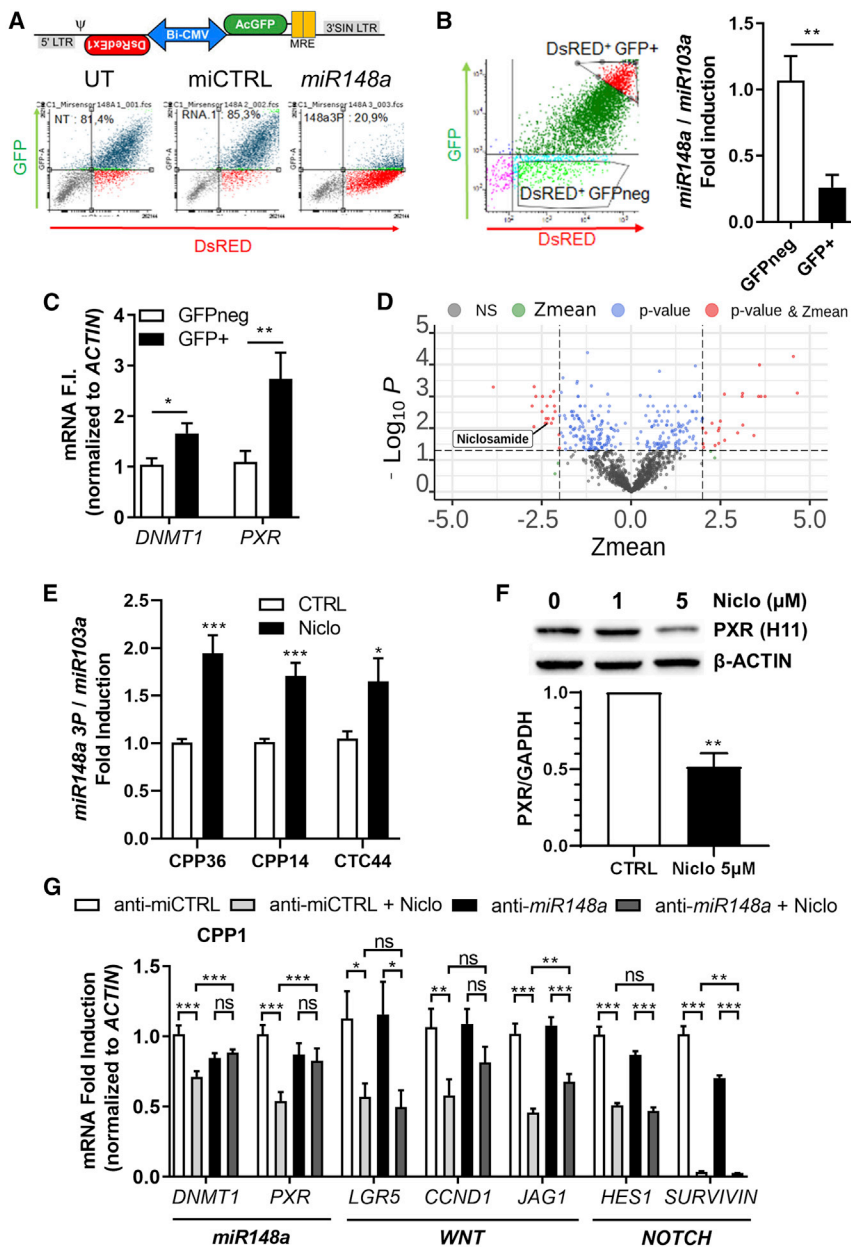 A
ψ
5' LTR
DsRedEx1
Bi-CMV
AcGFP
MRE
3'SIN LTR
UT
miCTRL
miR148a
NT : 81,4%
RNA.1 : 85,3%
148a3P : 20,9%
GFP
GFP-A
262144
DsRED
B
DsRED+ GFP+
DsRED+ GFPneg
GFP
DsRED
miR148a / miR103a
Fold induction
1.5
1.0
0.5
0.0
**
GFPneg
GFP+
C
GFPneg
GFP+
mRNA F.I.
(normalized to ACTIN)
4
3
2
1
0
*
**
DNMT1
PXR
D
NS
Zmean
p-value
p-value & Zmean
- Log10 P
5
4
3
2
1
0
Niclosamide
-5.0
-2.5
0.0
2.5
5.0
Zmean
E
CTRL
Niclo
miR148a 3P / miR103a
Fold Induction
2.5
2.0
1.5
1.0
0.5
0.0
***
***
*
CPP36
CPP14
CTC44
F
0 1 5 Niclo (µM)
PXR (H11)
β-ACTIN
PXR/GAPDH
1.0
0.5
0.0
**
CTRL
Niclo 5µM
G
anti-miCTRL
anti-miCTRL + Niclo
anti-miR148a
anti-miR148a + Niclo
CPP1
mRNA Fold Induction
(normalized to ACTIN)
1.5
1.0
0.5
0.0
*** *** ns
*** *** ns
* ns *
** ns ns
*** ** ***
*** ns ***
*** ** ***
DNMT1
PXR
LGR5
CCND1
JAG1
HES1
SURVIVIN
miR148a
WNT
NOTCH